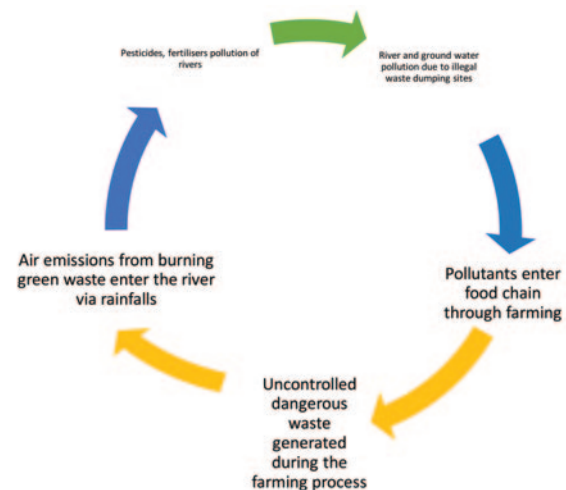 Pesticides, fertilisers pollution of
rivers
River and ground water
pollution due to illegal
waste dumping sites
Pollutants enter
food chain
through farming
Uncontrolled
dangerous
waste
generated
during the
farming process
Air emissions from burning
green waste enter the river
via rainfalls